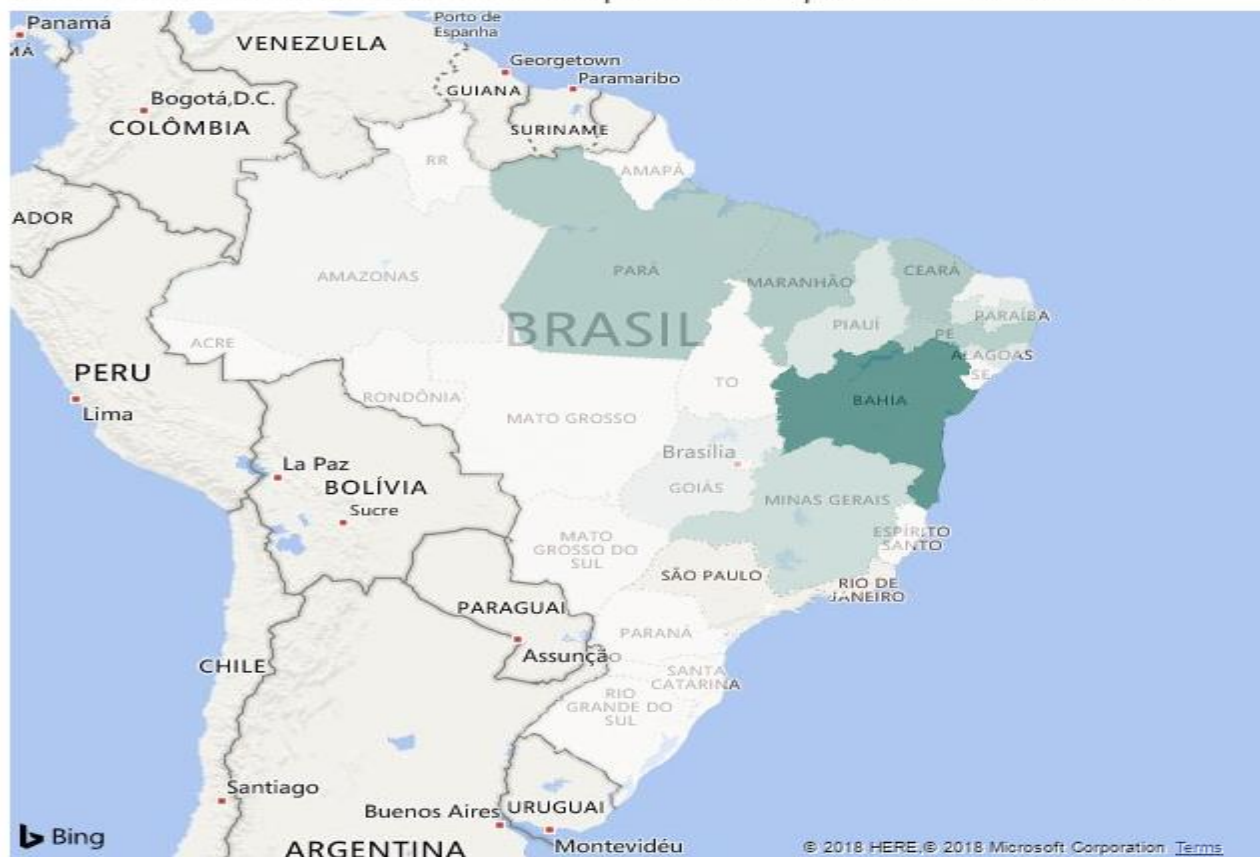 Panamá
MÁ
VENEZUELA
Porto de
Espanha
Georgetown
Paramaribo
GUIANA
SURINAME
Bogotá,D.C.
COLÔMBIA
RR
AMAPÁ
ADOR
AMAZONAS
PARÁ
MARANHÃO
CEARÁ
PIAUÍ
PARAÍBA
PE
ALAGOAS
SE
BRASIL
ACRE
PERU
Lima
RONDÔNIA
TO
MATO GROSSO
BAHIA
Brasília
GOIÁS
La Paz
BOLÍVIA
Sucre
MINAS GERAIS
ESPÍRITO
SANTO
MATO
GROSSO DO
SUL
SÃO PAULO
RIO DE
JANEIRO
PARAGUAI
Assunção
PARANÁ
SANTA
CATARINA
RIO
GRANDE DO
SUL
CHILE
Santiago
Buenos Aires
URUGUAI
Montevidéu
ARGENTINA
Bing
© 2018 HERE,© 2018 Microsoft Corporation Terms